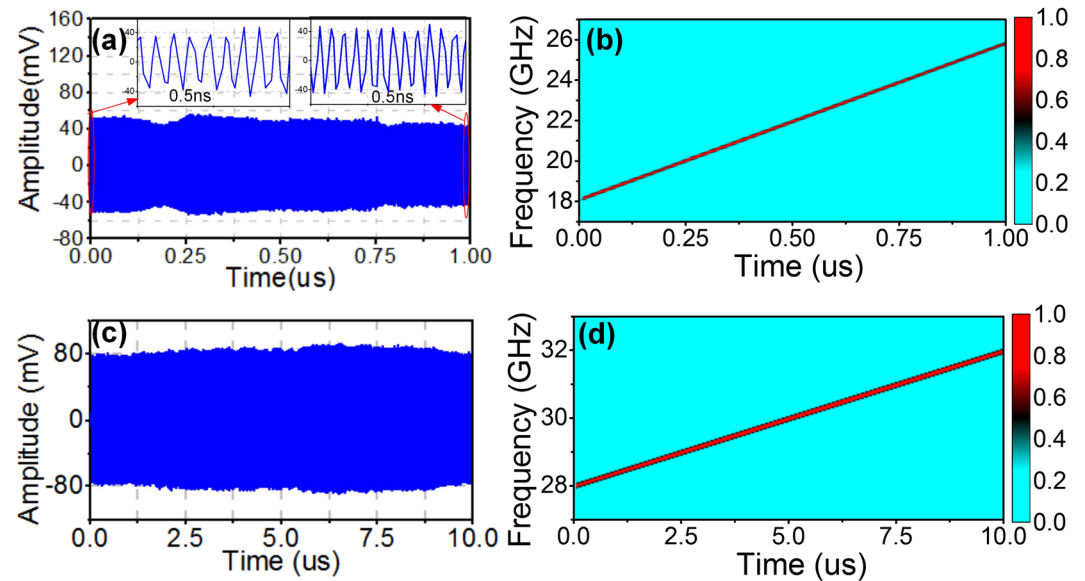 (a)
Amplitude(mV)
160
120
80
40
0
-40
-80
40
0
-40
0.5ns
40
0
-40
0.5ns
0.00 0.25 0.50 0.75 1.00
Time(us)
(b)
Frequency (GHz)
26
24
22
20
18
0.00 0.25 0.50 0.75 1.00
Time (us)
1.0
0.8
0.6
0.4
0.2
0.0
(c)
Amplitude (mV)
80
0
-80
0.0 2.5 5.0 7.5 10.0
Time (us)
(d)
Frequency (GHz)
32
30
28
0.0 2.5 5.0 7.5 10.0
Time (us)
1.0
0.8
0.6
0.4
0.2
0.0